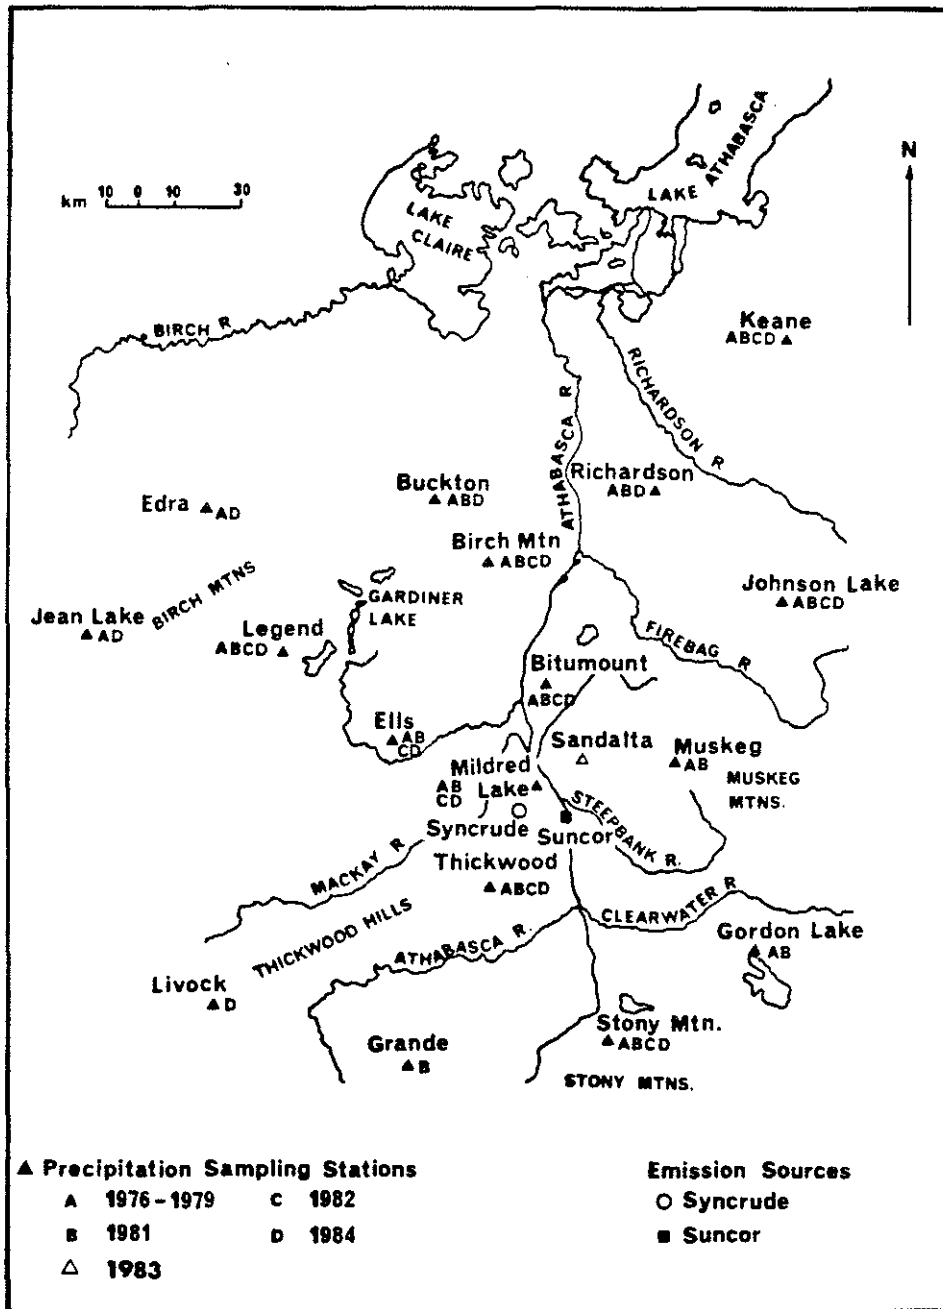 LAKE ATHABASCA
N
km 10 0 10 30
LAKE
CLAIRE
BIRCH R
Keane
ABCD
RICHARDSON R
ATHABASCA R
Richardson
ABD
Buckton
ABD
Edra
AD
Birch Mtn
ABCD
BIRCH MTNS
GARDINER
LAKE
Johnson Lake
ABCD
Jean Lake
AD
Legend
ABCD
FIREBAG R
Bitumount
ABCD
Ells
AB
CD
Sandalta
Muskeg
AB
MUSKEG
MTNS.
Mildred
Lake
AB
CD
Syncrude
Suncor
STEEPBANK R.
MACKAY R
Thickwood
ABCD
THICKWOOD HILLS
CLEARWATER R
ATHABASCA R.
Gordon Lake
AB
Livock
D
Stony Mtn.
ABCD
Grande
B
STONY MTNS.
Precipitation Sampling Stations
A 1976-1979 C 1982
B 1981 D 1984
1983
Emission Sources
Syncrude
Suncor